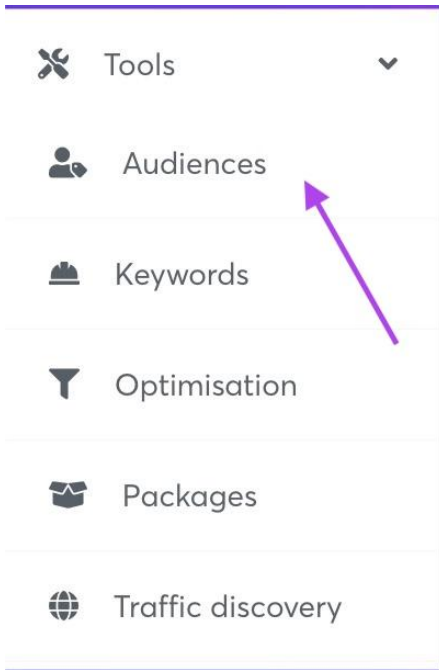 Tools
Audiences
Keywords
Optimisation
Packages
Traffic discovery